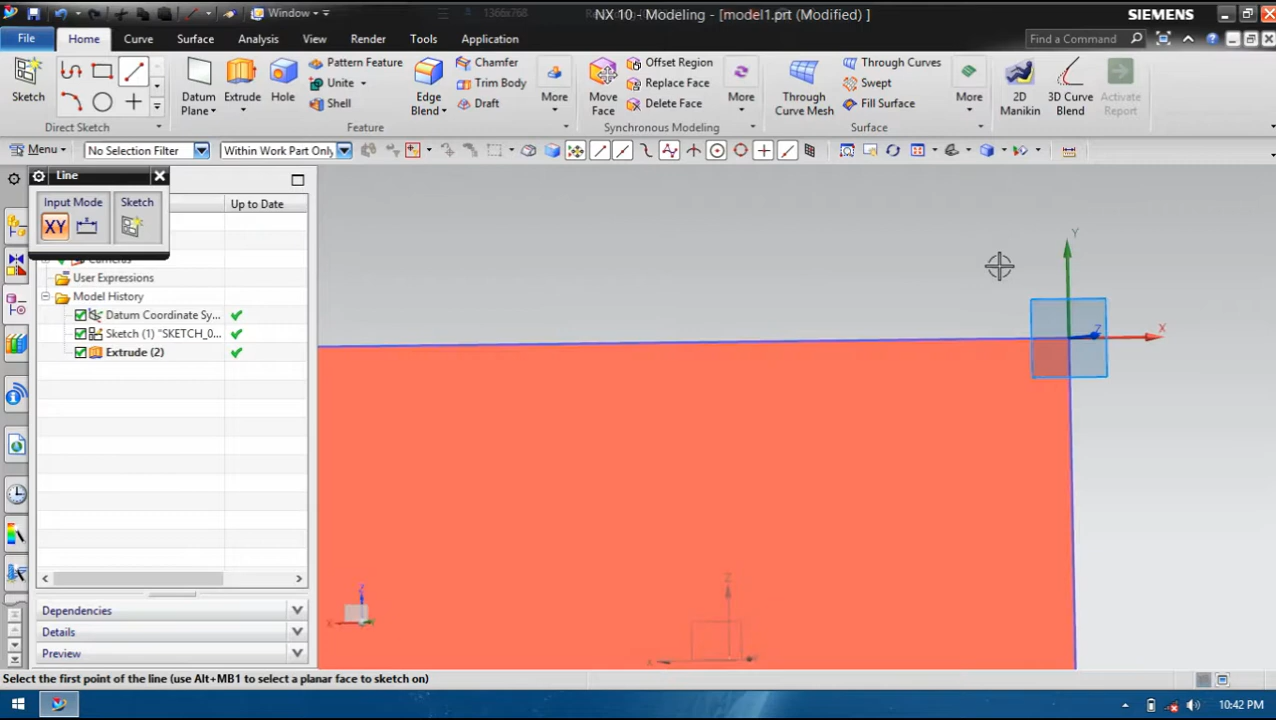 Window
1366x768
NX 10 - Modeling - [model1.prt (Modified) ]
SIEMENS
File
Home
Curve
Surface
Analysis
View
Render
Tools
Application
Find a Command
Sketch
Direct Sketch
Datum Plane
Extrude
Hole
Pattern Feature
Unite
Shell
Edge Blend
Chamfer
Trim Body
Draft
More
Feature
Move Face
Offset Region
Replace Face
Delete Face
More
Synchronous Modeling
Through Curve Mesh
Through Curves
Swept
Fill Surface
More
Surface
2D Manikin
3D Curve Blend
Activate Report
Menu
No Selection Filter
Within Work Part Only
Line
Input Mode
Sketch
XY
Up to Date
Cameras
User Expressions
Model History
Datum Coordinate Sy...
Sketch (1) "SKETCH_0...
Extrude (2)
Dependencies
Details
Preview
Y
Z
X
Z
X
Z
X
Select the first point of the line (use Alt+MB1 to select a planar face to sketch on)
10:42 PM